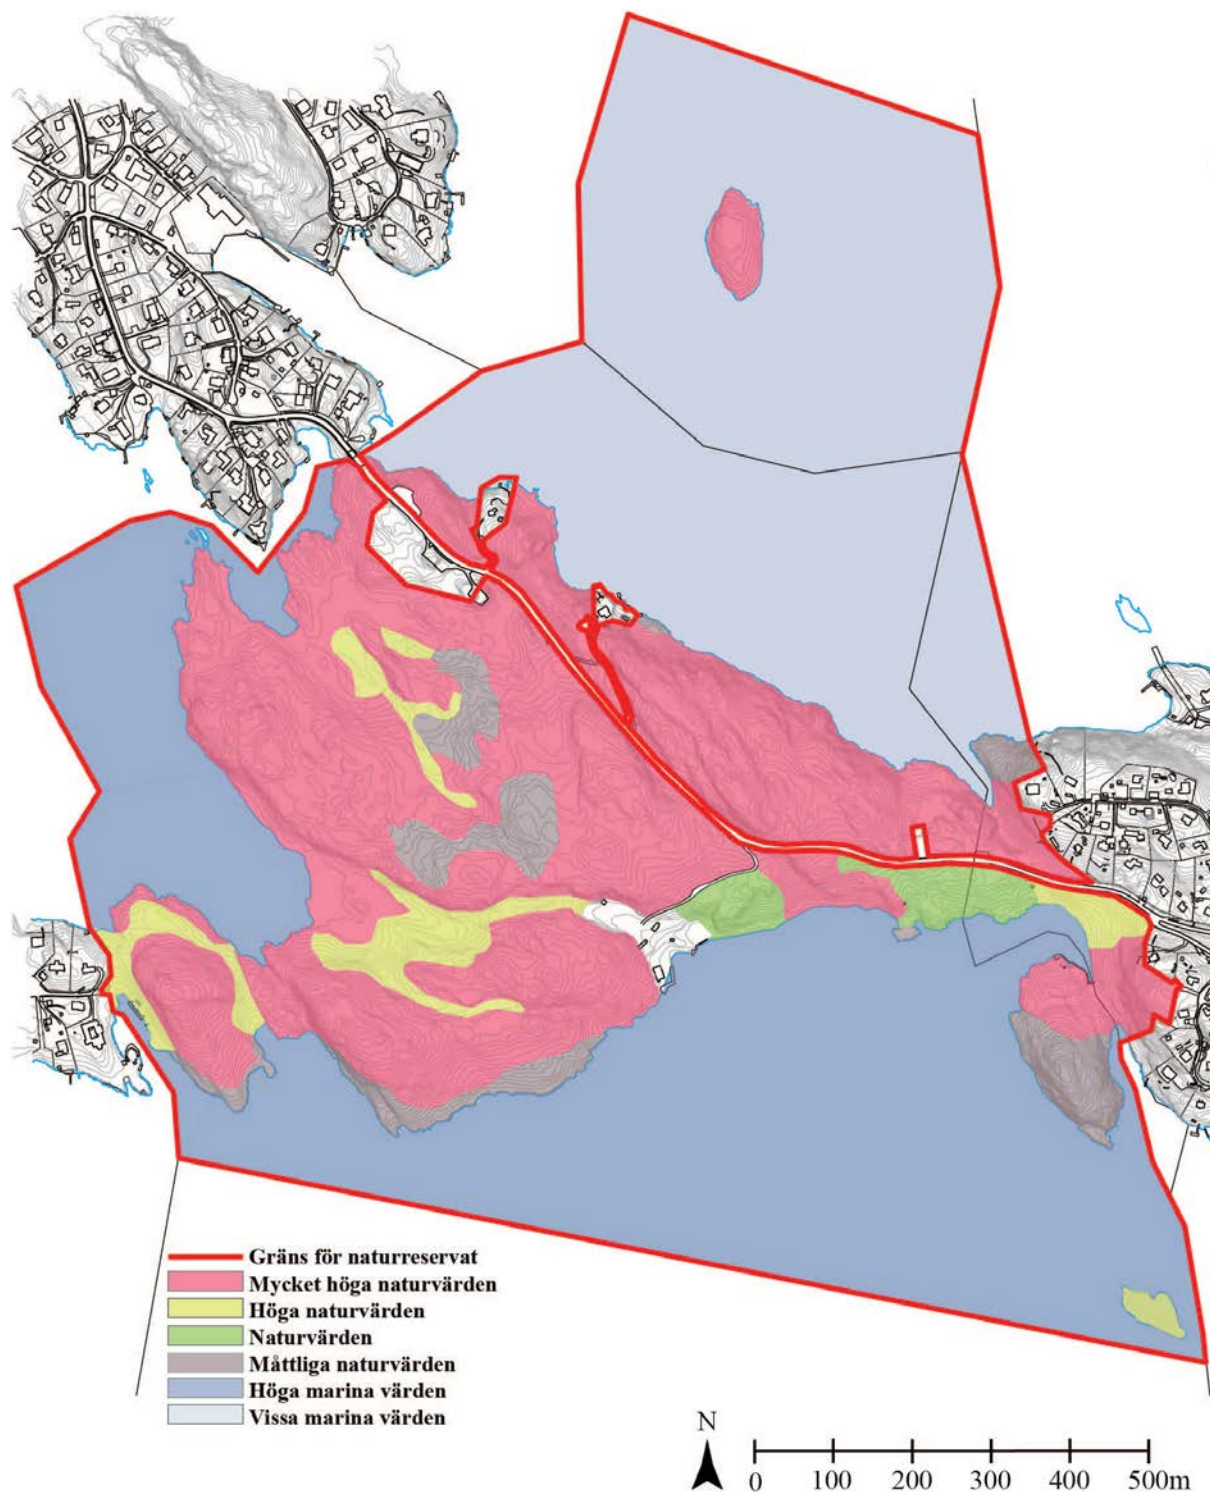 Gräns för naturreservat
Mycket höga naturvärden
Höga naturvärden
Naturvärden
Måttliga naturvärden
Höga marina värden
Vissa marina värden
N
0 100 200 300 400 500m